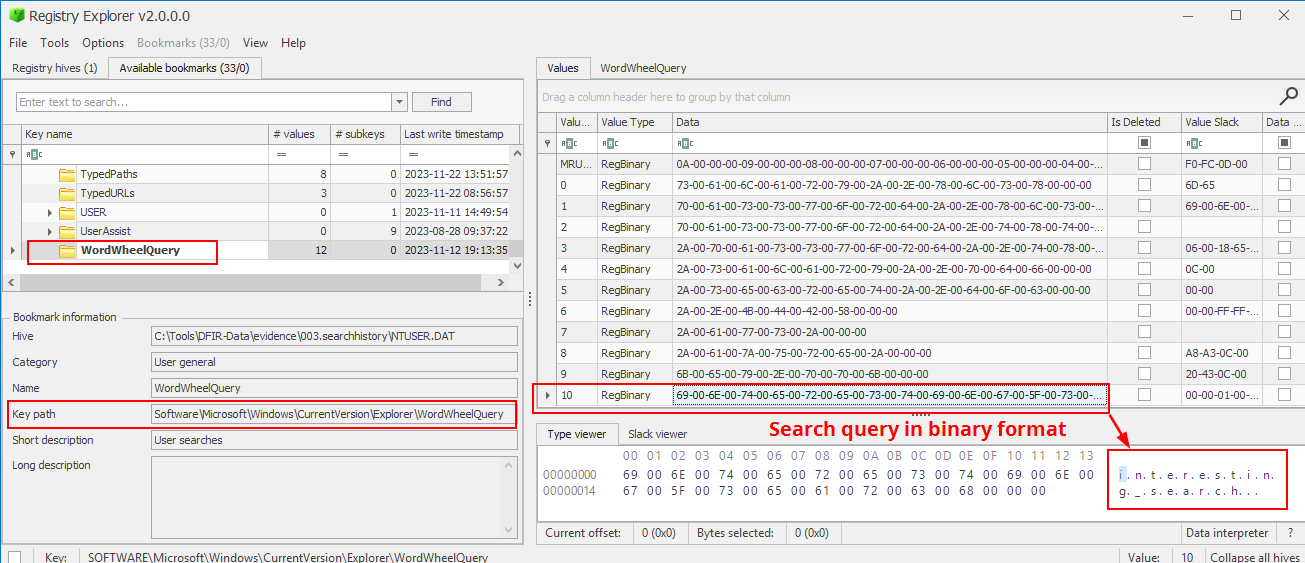 Registry Explorer v2.0.0.0
File Tools Options Bookmarks (33/0) View Help
Registry hives (1) Available bookmarks (33/0)
Enter text to search... Find
Key name # values # subkeys Last write timestamp
ABC = = =
TypedPaths 8 0 2023-11-22 13:51:57
TypedURLs 3 0 2023-11-22 08:56:57
USER 0 1 2023-11-11 14:49:54
UserAssist 0 9 2023-08-28 09:37:22
WordWheelQuery 12 0 2023-11-12 19:13:35
Bookmark information
Hive C:\Tools\DFIR-Data\evidence\003.searchhistory\NTUSER.DAT
Category User general
Name WordWheelQuery
Key path Software\Microsoft\Windows\CurrentVersion\Explorer\WordWheelQuery
Short description User searches
Long description
Values WordWheelQuery
Drag a column header here to group by that column
Valu... Value Type Data Is Deleted Value Slack Data ...
ABC ABC ABC ABC
MRU... RegBinary 0A-00-00-00-09-00-00-00-08-00-00-00-07-00-00-00-06-00-00-00-05-00-00-00-04-00-... F0-FC-0D-00
0 RegBinary 73-00-61-00-6C-00-61-00-72-00-79-00-2A-00-2E-00-78-00-6C-00-73-00-78-00-00-00 6D-65
1 RegBinary 70-00-61-00-73-00-73-00-77-00-6F-00-72-00-64-00-2A-00-2E-00-78-00-6C-00-73-00-... 69-00-6E-00-...
2 RegBinary 70-00-61-00-73-00-73-00-77-00-6F-00-72-00-64-00-2A-00-2E-00-74-00-78-00-74-00-...
3 RegBinary 2A-00-70-00-61-00-73-00-73-00-77-00-6F-00-72-00-64-00-2A-00-2E-00-74-00-78-00-... 06-00-18-65-...
4 RegBinary 2A-00-73-00-61-00-6C-00-61-00-72-00-79-00-2A-00-2E-00-70-00-64-00-66-00-00-00 0C-00
5 RegBinary 2A-00-73-00-65-00-63-00-72-00-65-00-74-00-2A-00-2E-00-64-00-6F-00-63-00-00-00 00-00
6 RegBinary 2A-00-2E-00-4B-00-44-00-42-00-58-00-00-00 00-00-FF-FF-...
7 RegBinary 2A-00-61-00-77-00-73-00-2A-00-00-00
8 RegBinary 2A-00-61-00-7A-00-75-00-72-00-65-00-2A-00-00-00 A8-A3-0C-00
9 RegBinary 6B-00-65-00-79-00-2E-00-70-00-70-00-6B-00-00-00 20-43-0C-00
10 RegBinary 69-00-6E-00-74-00-65-00-72-00-65-00-73-00-74-00-69-00-6E-00-67-00-5F-00-73-00-... 00-00-01-00-...
Type viewer Slack viewer
Search query in binary format
00 01 02 03 04 05 06 07 08 09 0A 0B 0C 0D 0E 0F 10 11 12 13
00000000 69 00 6E 00 74 00 65 00 72 00 65 00 73 00 74 00 69 00 6E 00 i.n.t.e.r.e.s.t.i.n.
00000014 67 00 5F 00 73 00 65 00 61 00 72 00 63 00 68 00 00 00 g._.s.e.a.r.c.h...
Current offset: 0 (0x0) Bytes selected: 0 (0x0) Data interpreter ?
Key: SOFTWARE\Microsoft\Windows\CurrentVersion\Explorer\WordWheelQuery Value: 10 Collapse all hives